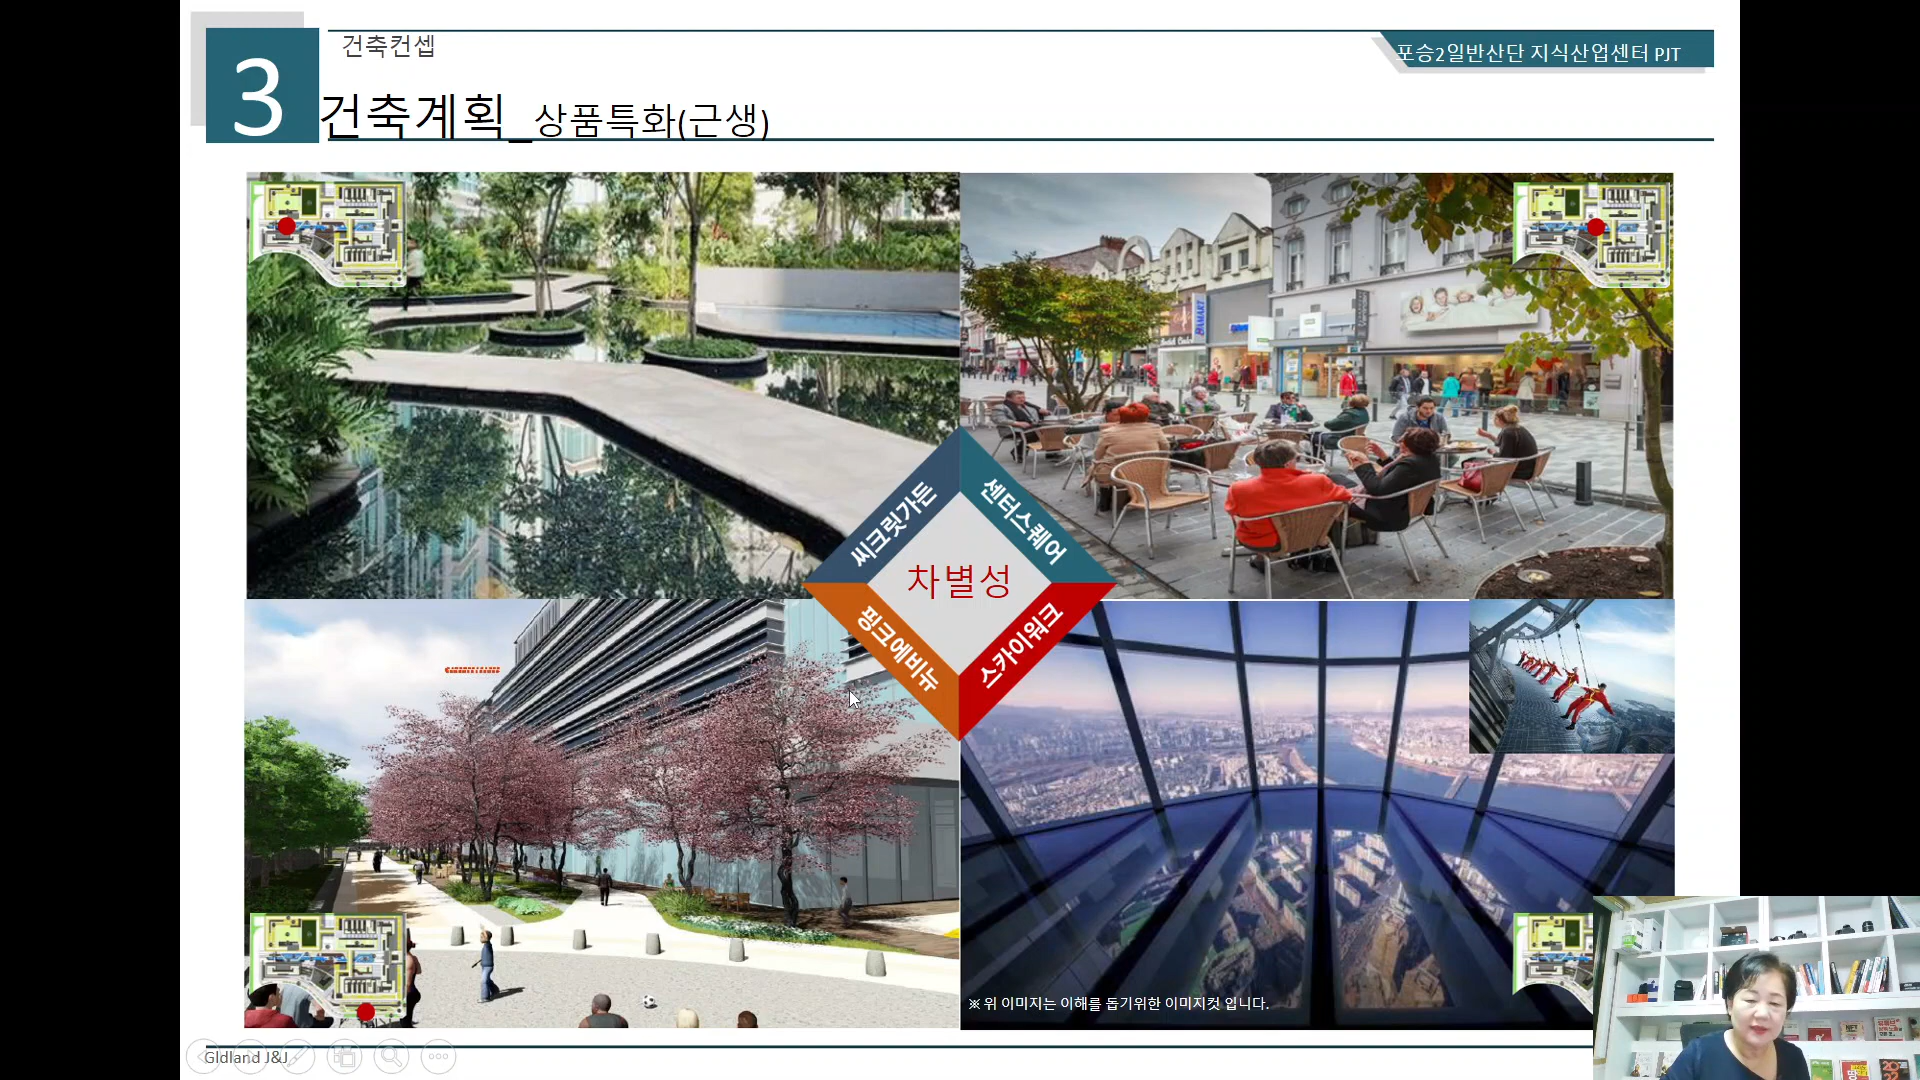 3
건축컨셉
포승2일반산단 지식산업센터 PJT
건축계획_상품특화(근생)
씨크릿가든
센터스퀘어
차별성
핑크에비뉴
스카이워크
※ 위 이미지는 이해를 돕기위한 이미지컷 입니다.
Gldland J&J